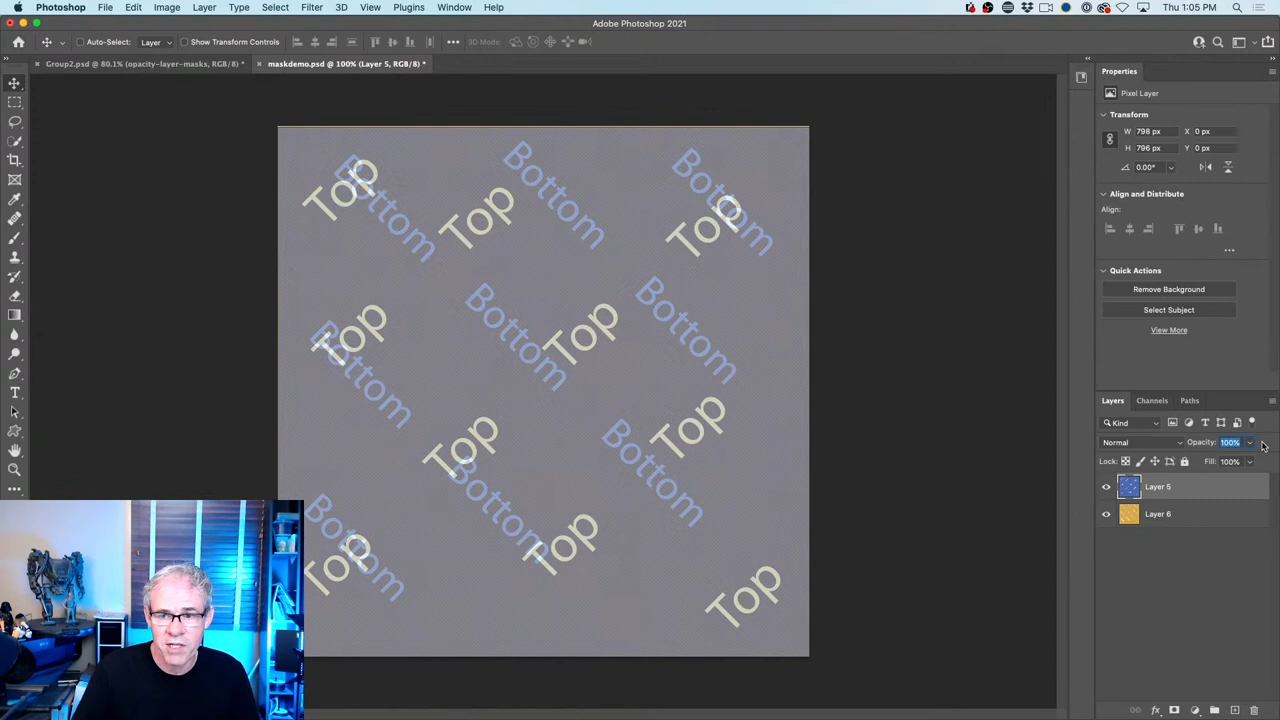 Photoshop File Edit Image Layer Type Select Filter 3D View Plugins Window Help Thu 1:05 PM
Adobe Photoshop 2021
Auto-Select: Layer Show Transform Controls 3D Mode:
Group2.psd @ 80.1% (opacity-layer-masks, RGB/8) * maskdemo.psd @ 100% (Layer 5, RGB/8) *
Properties
Pixel Layer
Transform
W 798 px X 0 px
H 796 px Y 0 px
0.00°
Align and Distribute
Align:
Quick Actions
Remove Background
Select Subject
View More
Layers Channels Paths
Kind
Normal Opacity: 100%
Lock: Fill: 100%
Layer 5
Layer 6
Top Bottom Top Bottom Top Bottom
Top Bottom Bottom Top Bottom
Top Bottom Top Bottom
Top Bottom Top Top